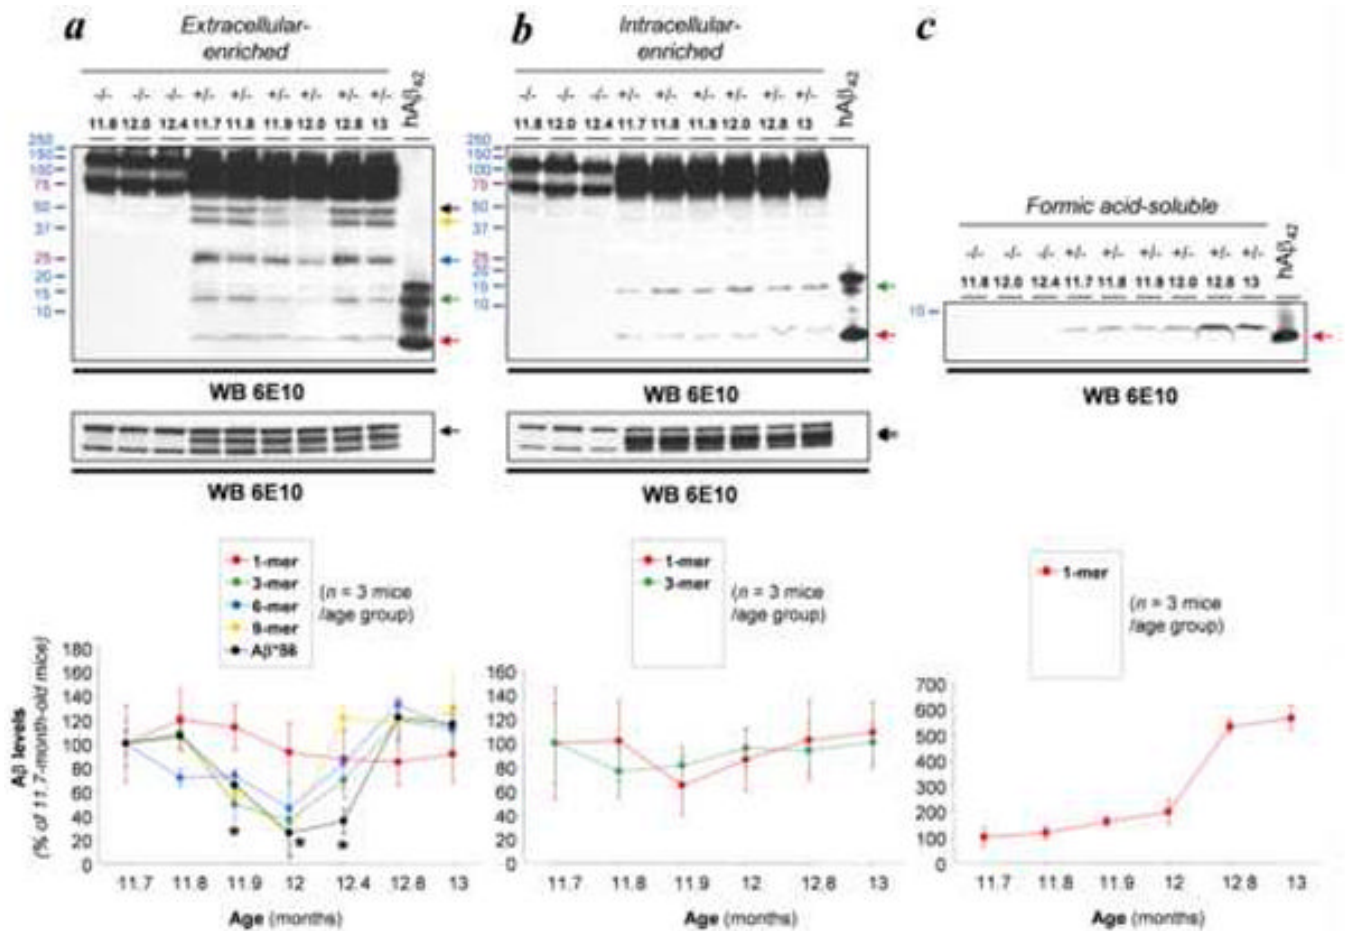 a
Extracellular-
enriched
-/- -/- -/- +/- +/- +/- +/- +/- +/-
11.8 12.0 12.4 11.7 11.8 11.9 12.0 12.8 13
hAβ42
250
150
100
75
50
37
25
20
15
10
WB 6E10
WB 6E10
b
Intracellular-
enriched
-/- -/- -/- +/- +/- +/- +/- +/- +/-
11.8 12.0 12.4 11.7 11.8 11.9 12.0 12.8 13
hAβ42
250
150
100
75
50
37
25
20
15
10
WB 6E10
WB 6E10
c
Formic acid-soluble
-/- -/- -/- +/- +/- +/- +/- +/- +/-
11.8 12.0 12.4 11.7 11.8 11.9 12.0 12.8 13
hAβ42
WB 6E10
1-mer
3-mer
6-mer
9-mer
Aβ*56
(n = 3 mice
/age group)
Aβ levels
(% of 11.7-month-old mice)
180
160
140
120
100
80
60
40
20
0
* * *
11.7 11.8 11.9 12 12.4 12.8 13
Age (months)
1-mer
3-mer
(n = 3 mice
/age group)
160
140
120
100
80
60
40
20
0
11.7 11.8 11.9 12 12.8 13
Age (months)
1-mer
(n = 3 mice
/age group)
700
600
500
400
300
200
100
0
11.7 11.8 11.9 12 12.8 13
Age (months)